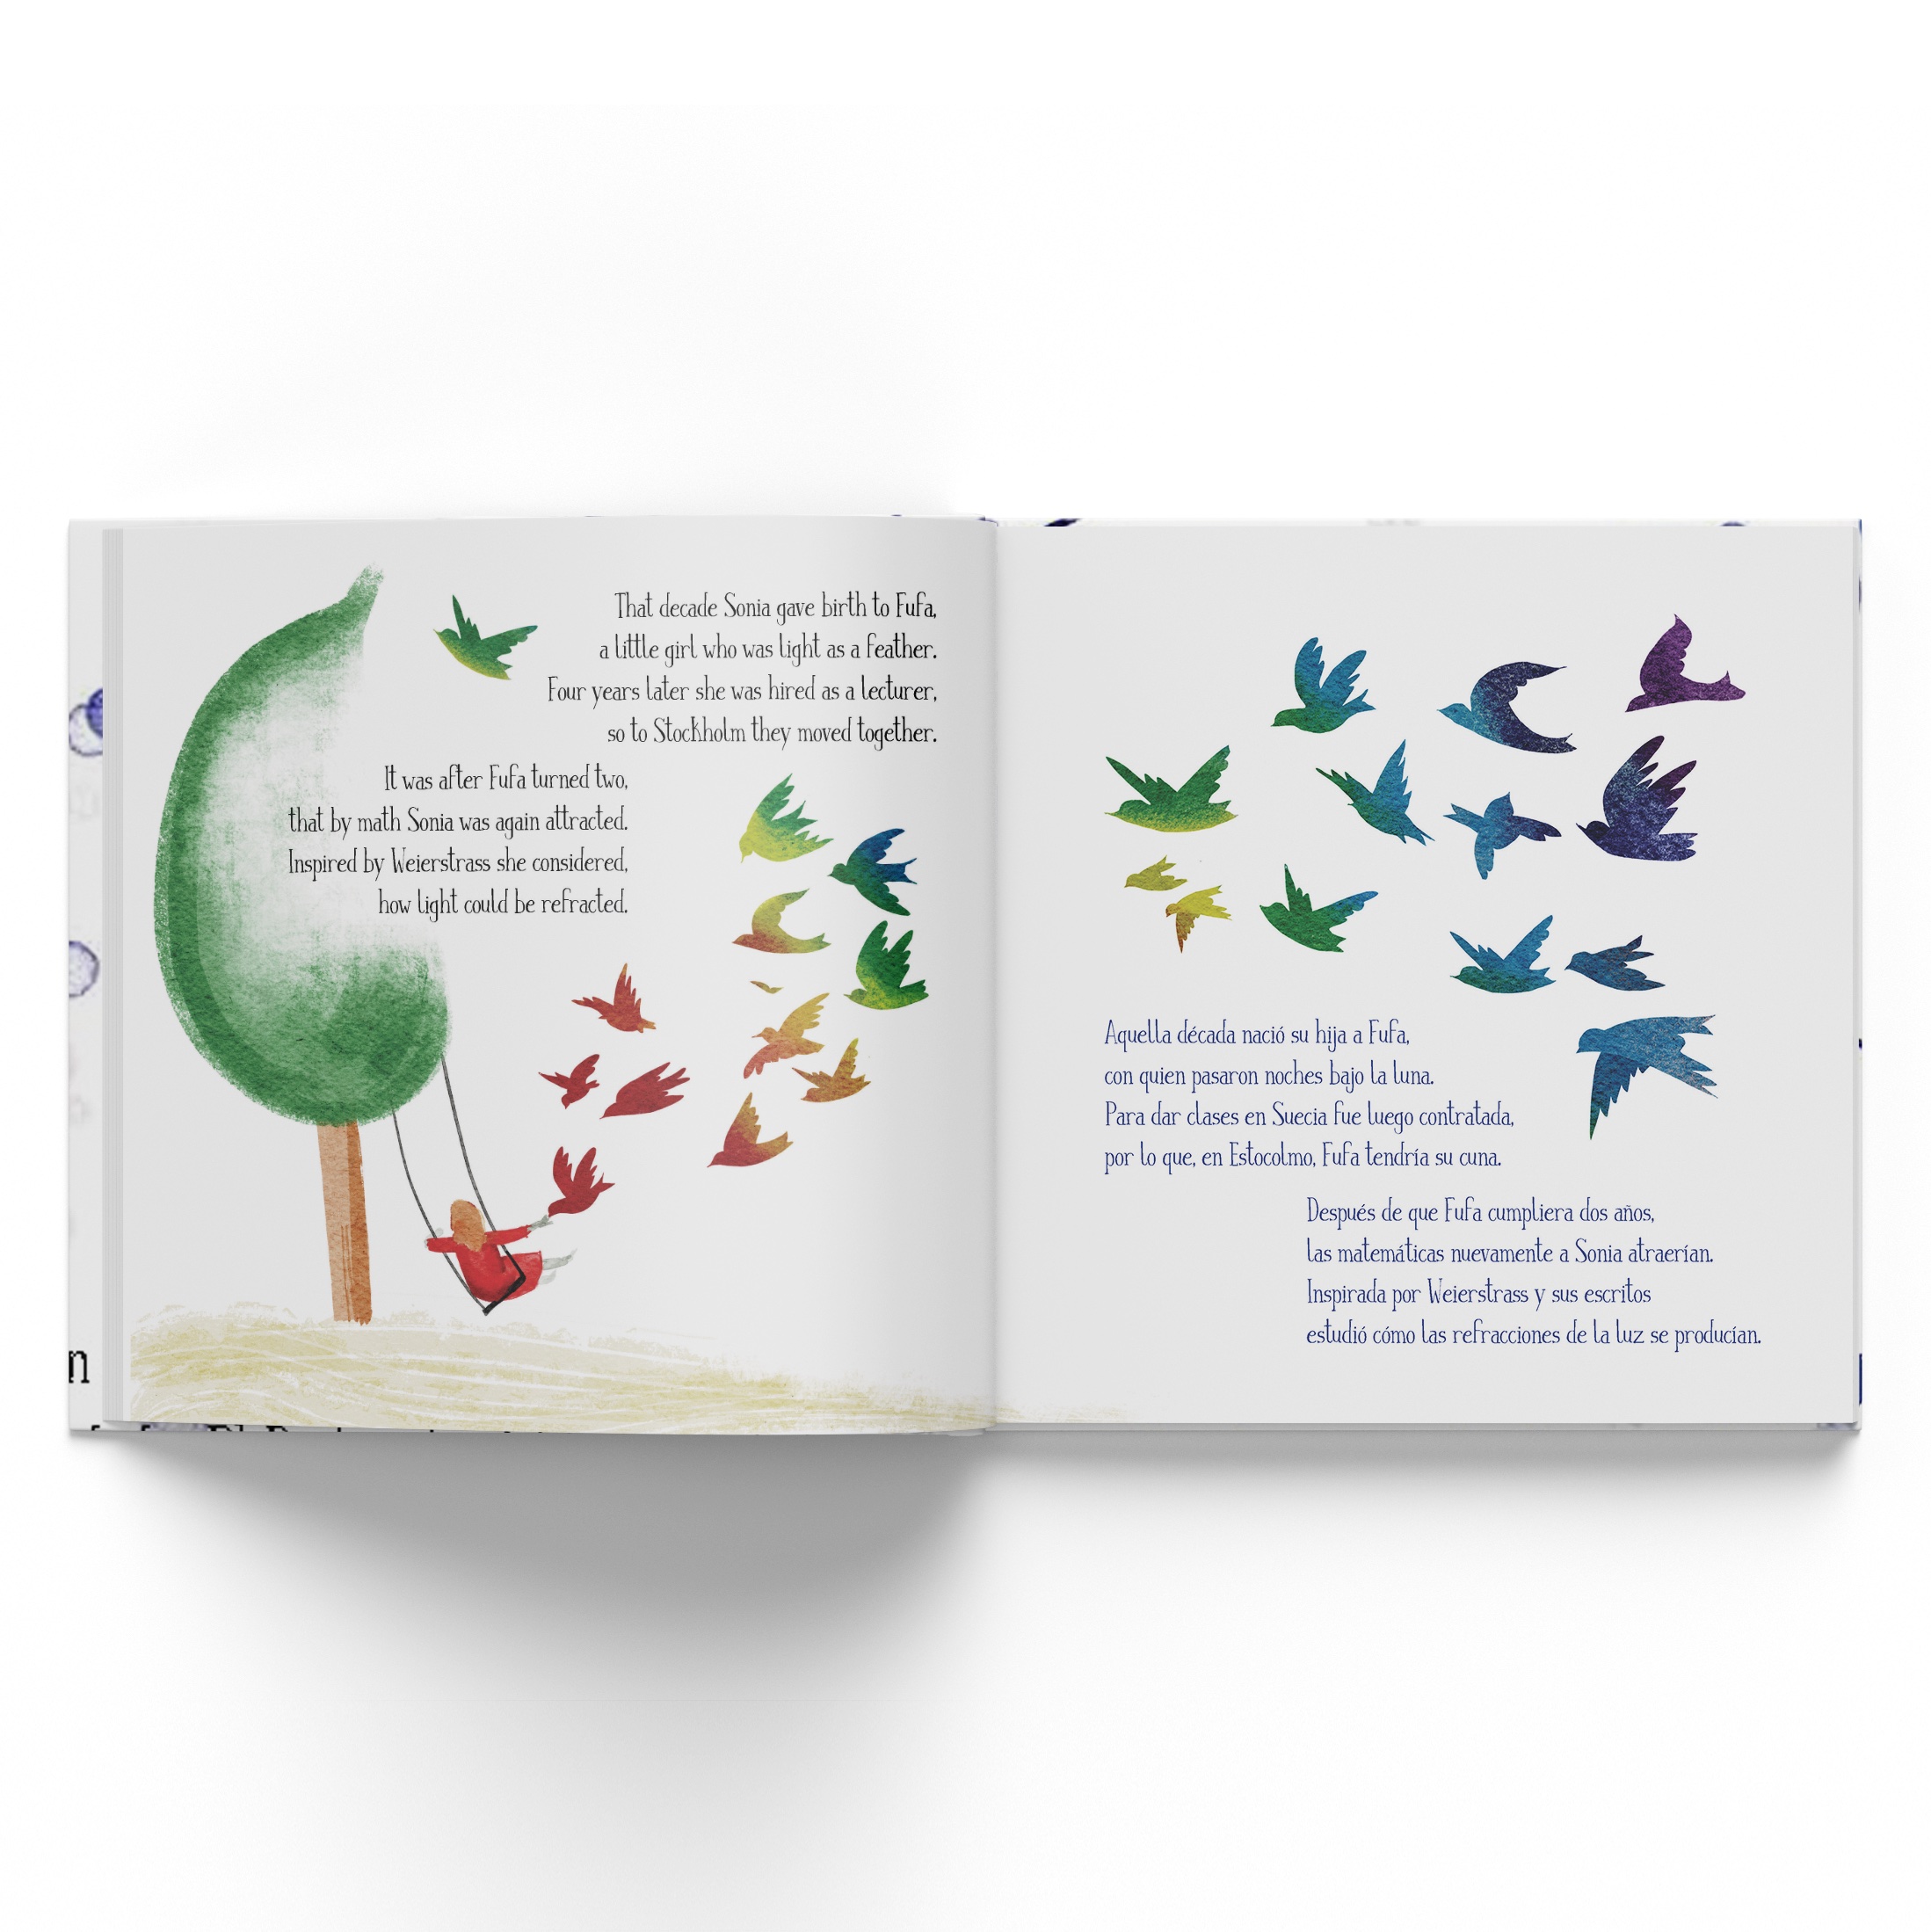 That decade Sonia gave birth to Fufa,
a little girl who was light as a feather.
Four years later she was hired as a lecturer,
so to Stockholm they moved together.
It was after Fufa turned two,
that by math Sonia was again attracted.
Inspired by Weierstrass she considered,
how light could be refracted.
Aquella década nació su hija a Fufa,
con quien pasaron noches bajo la luna.
Para dar clases en Suecia fue luego contratada,
por lo que, en Estocolmo, Fufa tendría su cuna.
Después de que Fufa cumpliera dos años,
las matemáticas nuevamente a Sonia atraerían.
Inspirada por Weierstrass y sus escritos
estudió cómo las refracciones de la luz se producían.
n